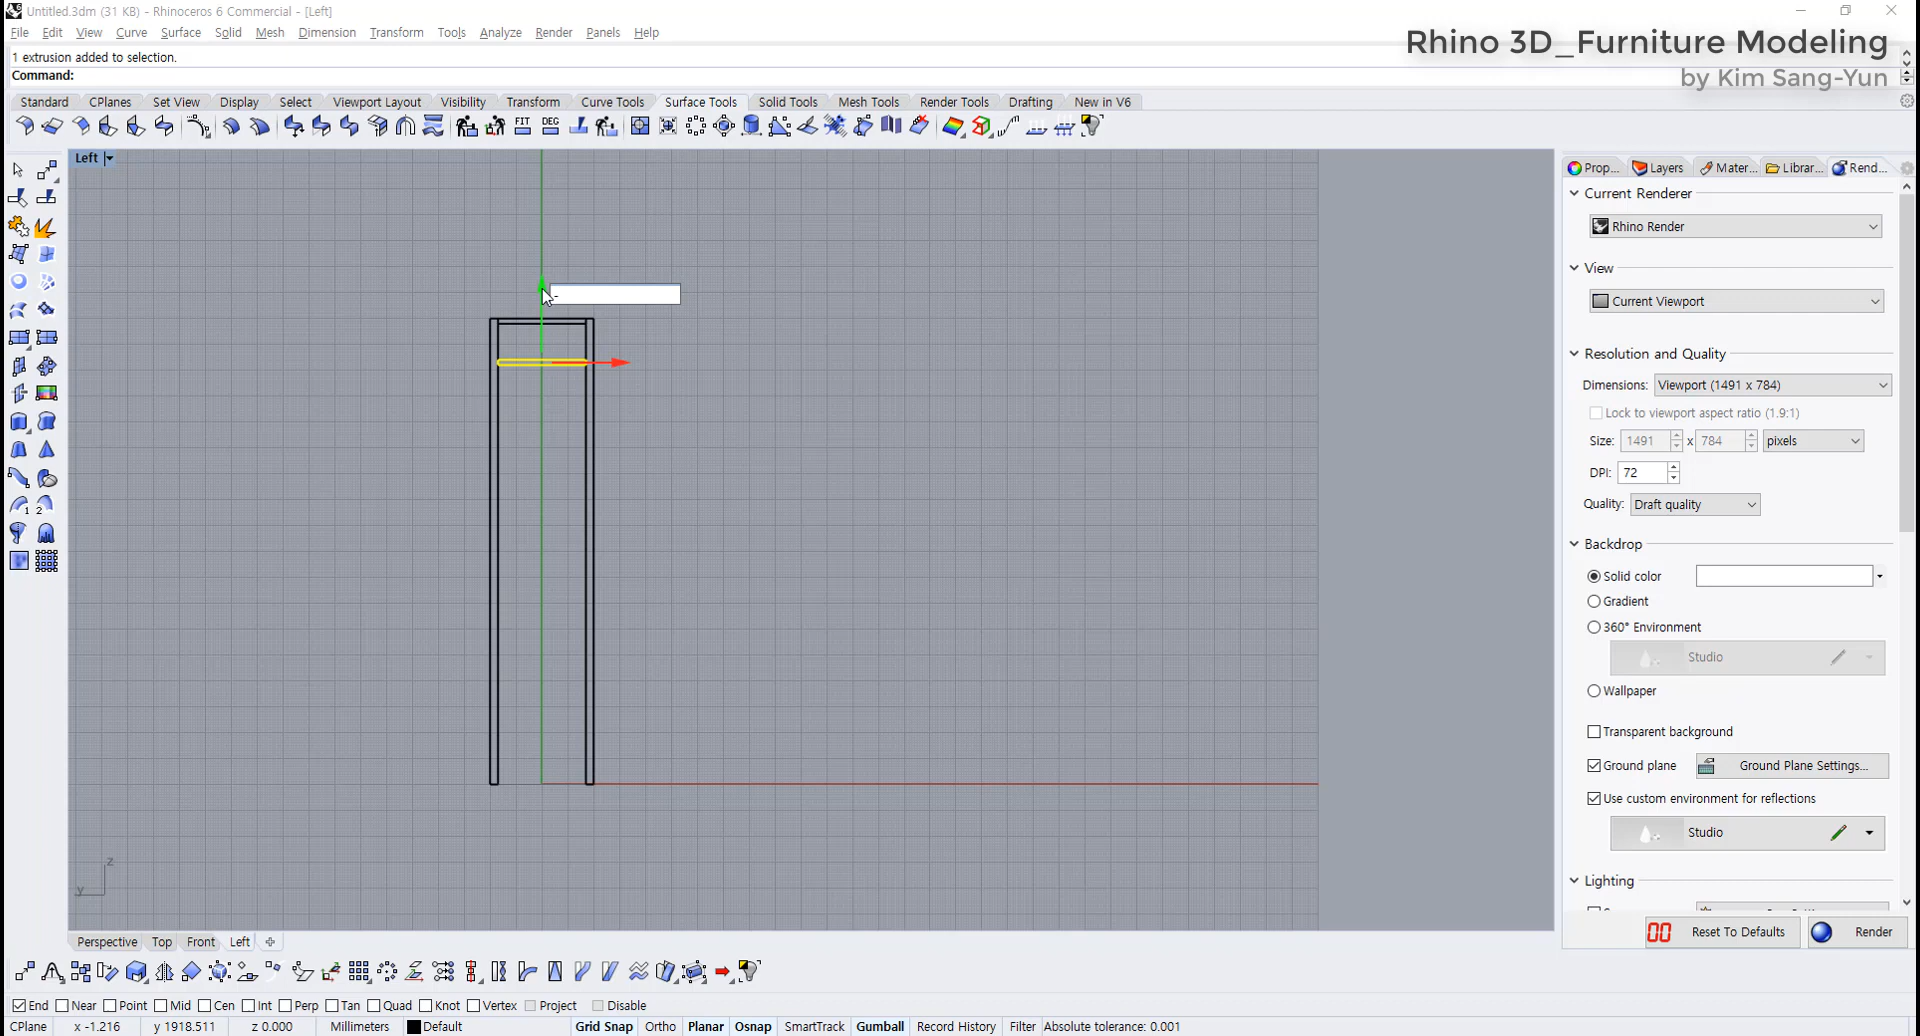 Untitled.3dm (31 KB) - Rhinoceros 6 Commercial - [Left]
File Edit View Curve Surface Solid Mesh Dimension Transform Tools Analyze Render Panels Help
Rhino 3D_Furniture Modeling
by Kim Sang-Yun
1 extrusion added to selection.
Command:
Standard CPlanes Set View Display Select Viewport Layout Visibility Transform Curve Tools Surface Tools Solid Tools Mesh Tools Render Tools Drafting New in V6
FIT DEG
Left
Prop... Layers Mater... Librar... Rend...
Current Renderer
Rhino Render
View
Current Viewport
Resolution and Quality
Dimensions: Viewport (1491 x 784)
Lock to viewport aspect ratio (1.9:1)
Size: 1491 x 784 pixels
DPI: 72
Quality: Draft quality
Backdrop
Solid color
Gradient
360° Environment
Studio
Wallpaper
Transparent background
Ground plane Ground Plane Settings...
Use custom environment for reflections
Studio
Lighting
Reset To Defaults Render
-
1 2
z
y
Perspective Top Front Left
End Near Point Mid Cen Int Perp Tan Quad Knot Vertex Project Disable
CPlane x -1.216 y 1918.511 z 0.000 Millimeters Default Grid Snap Ortho Planar Osnap SmartTrack Gumball Record History Filter Absolute tolerance: 0.001